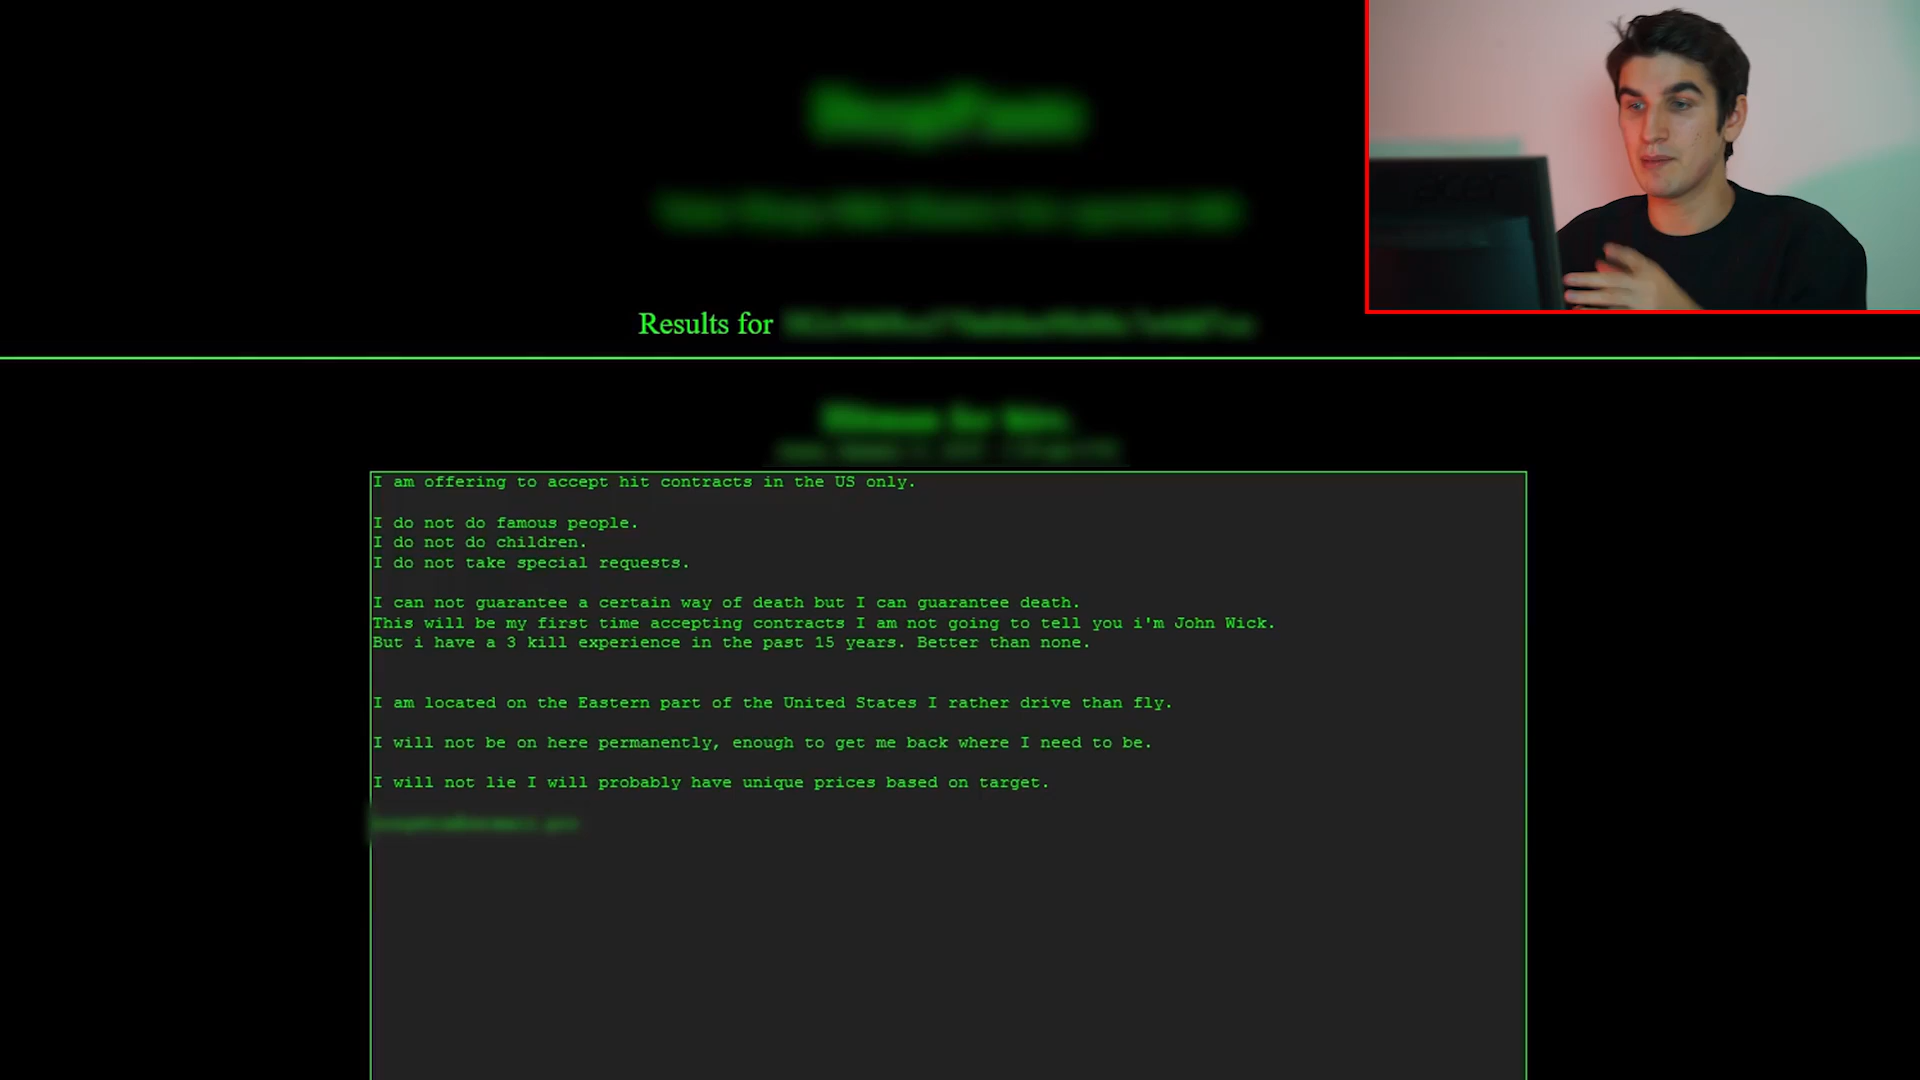 acer
Results for
I am offering to accept hit contracts in the US only.
I do not do famous people.
I do not do children.
I do not take special requests.
I can not guarantee a certain way of death but I can guarantee death.
This will be my first time accepting contracts I am not going to tell you i'm John Wick.
But i have a 3 kill experience in the past 15 years. Better than none.
I am located on the Eastern part of the United States I rather drive than fly.
I will not be on here permanently, enough to get me back where I need to be.
I will not lie I will probably have unique prices based on target.